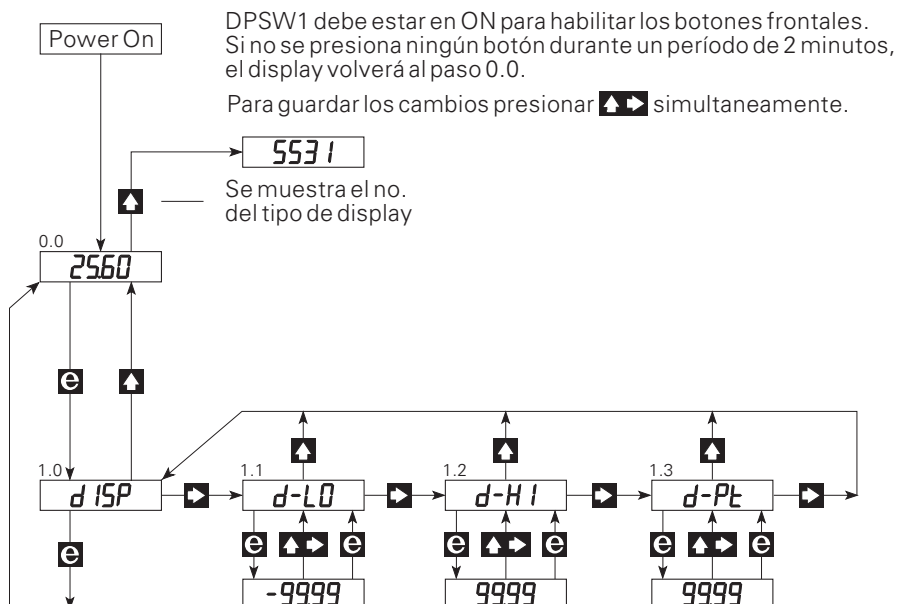 Power On
DPSW1 debe estar en ON para habilitar los botones frontales.
Si no se presiona ningún botón durante un período de 2 minutos,
el display volverá al paso 0.0.
Para guardar los cambios presionar simultaneamente.
5531
Se muestra el no.
del tipo de display
0.0
25.60
e
1.0 1.1 1.2 1.3
dISP d-LO d-HI d-Pt
e e e e e e e
-9999 9999 9999